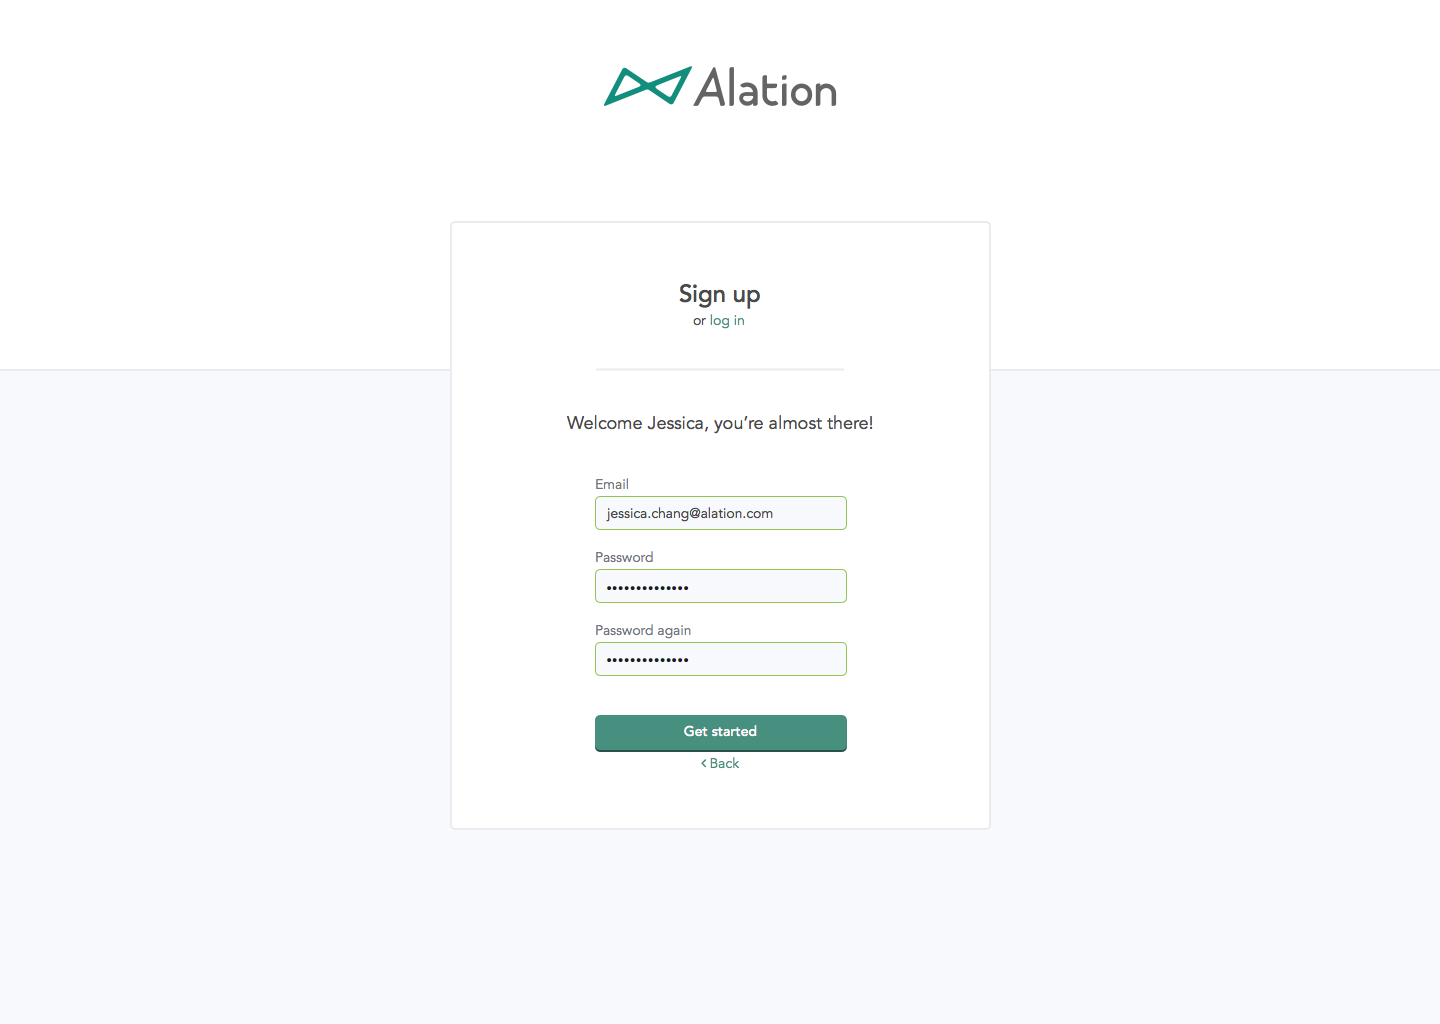 Alation
Sign up
or log in
Welcome Jessica, you're almost there!
Email
jessica.chang@alation.com
Password
••••••••••••••
Password again
••••••••••••••
Get started
‹ Back